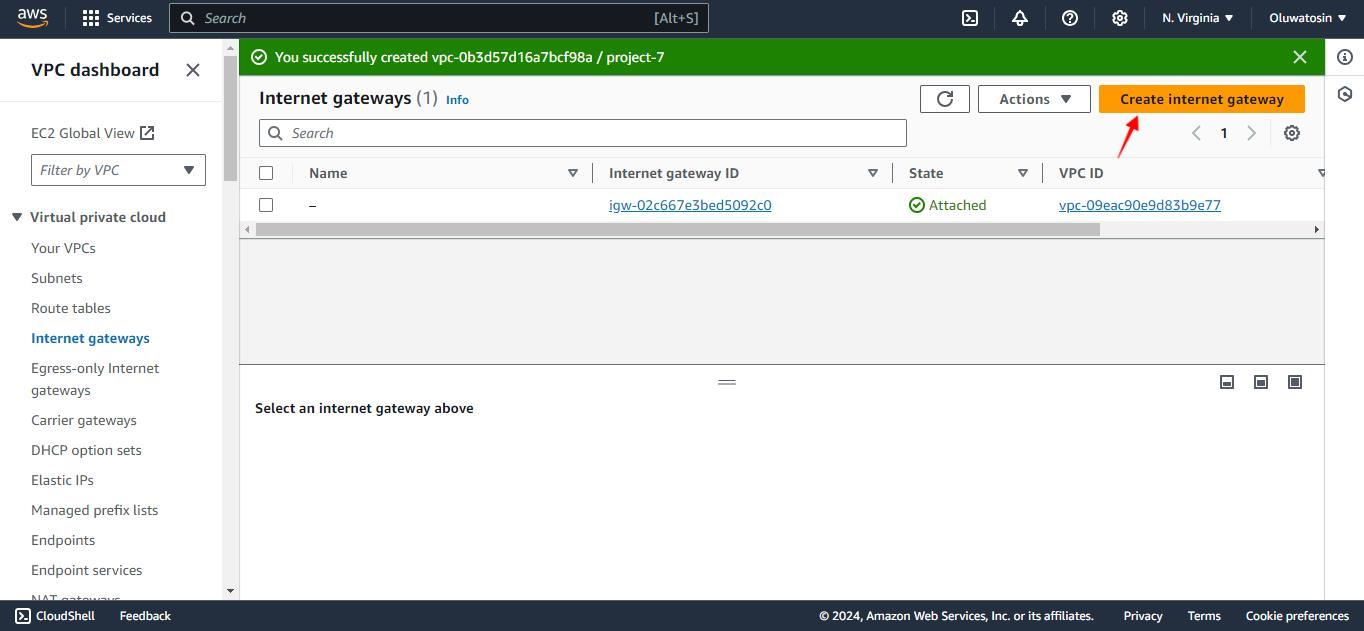 aws Services Search [Alt+S] N. Virginia Oluwatosin
VPC dashboard
EC2 Global View
Filter by VPC
Virtual private cloud
Your VPCs
Subnets
Route tables
Internet gateways
Egress-only Internet
gateways
Carrier gateways
DHCP option sets
Elastic IPs
Managed prefix lists
Endpoints
Endpoint services
NAT gateways
You successfully created vpc-0b3d57d16a7bcf98a / project-7
Internet gateways (1) Info
Actions
Create internet gateway
Search
1
Name Internet gateway ID State VPC ID
– igw-02c667e3bed5092c0 Attached vpc-09eac90e9d83b9e77
Select an internet gateway above
CloudShell Feedback © 2024, Amazon Web Services, Inc. or its affiliates. Privacy Terms Cookie preferences